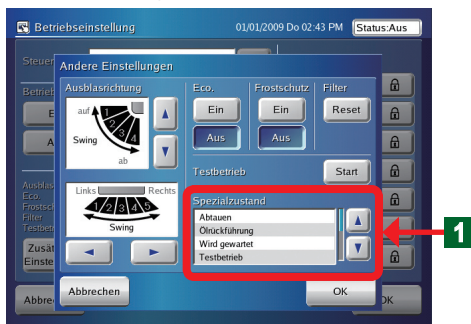 Betriebseinstellung
01/01/2009 Do 02:43 PM
Status:Aus
Steuer
Andere Einstellungen
Betrieb
Ausblasrichtung
auf
1
2
3
4
Swing
ab
Links
Rechts
1 2 3 4 5
Swing
Eco.
Ein
Aus
Frostschutz
Ein
Aus
Filter
Reset
Testbetrieb
Start
Spezialzustand
Abtauen
Ölrückführung
Wird gewartet
Testbetrieb
1
E
A
Ausblas
Eco.
Frostsc
Filter
Testbet
Zusät
Einste
Abbrechen
OK
Abbre
OK